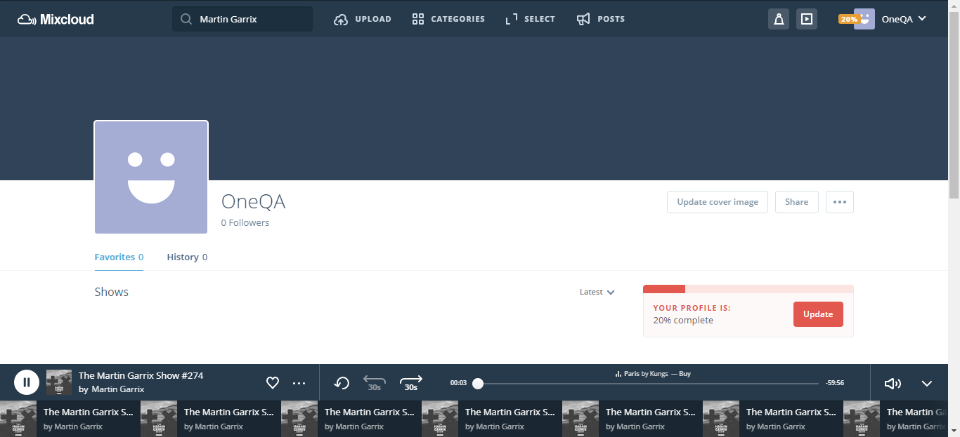 Mixcloud
Martin Garrix
UPLOAD
CATEGORIES
SELECT
POSTS
20%
OneQA
OneQA
0 Followers
Update cover image
Share
Favorites 0
History 0
Shows
Latest
YOUR PROFILE IS:
20% complete
Update
The Martin Garrix Show #274
by Martin Garrix
30s
30s
00:03
Paris by Kungs — Buy
-59:56
The Martin Garrix S...
by Martin Garrix
The Martin Garrix S...
by Martin Garrix
The Martin Garrix S...
by Martin Garrix
The Martin Garrix S...
by Martin Garrix
The Martin Garrix S...
by Martin Garrix
The Martin Garrix S...
by Martin Garrix
The Martin G
by Martin Garrix